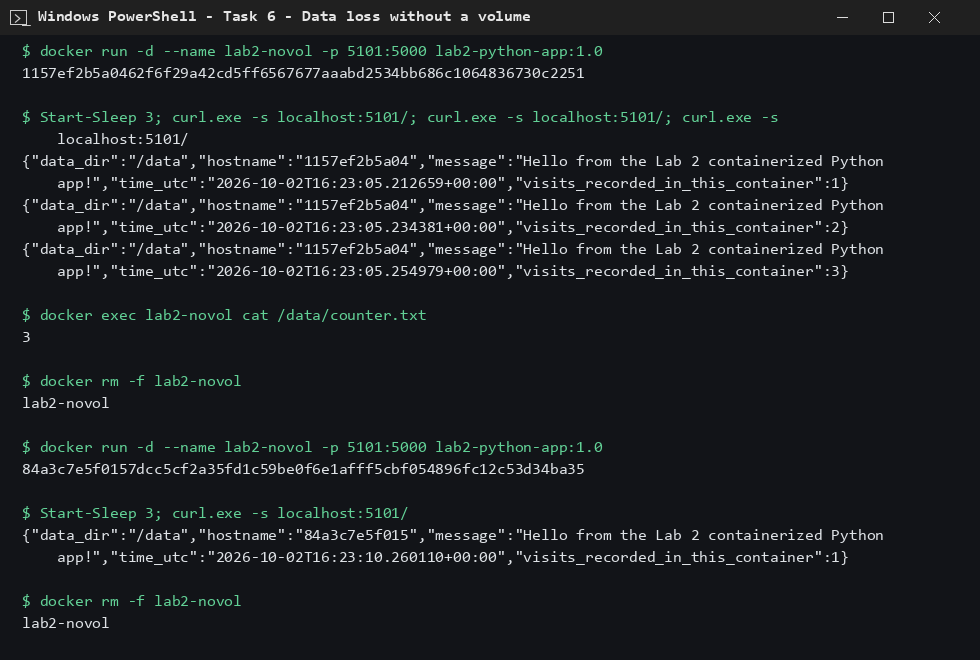 Windows PowerShell - Task 6 - Data loss without a volume
$ docker run -d --name lab2-novol -p 5101:5000 lab2-python-app:1.0
1157ef2b5a0462f6f29a42cd5ff6567677aaabd2534bb686c1064836730c2251
$ Start-Sleep 3; curl.exe -s localhost:5101/; curl.exe -s localhost:5101/; curl.exe -s
localhost:5101/
{"data_dir":"/data","hostname":"1157ef2b5a04","message":"Hello from the Lab 2 containerized Python
app!","time_utc":"2026-10-02T16:23:05.212659+00:00","visits_recorded_in_this_container":1}
{"data_dir":"/data","hostname":"1157ef2b5a04","message":"Hello from the Lab 2 containerized Python
app!","time_utc":"2026-10-02T16:23:05.234381+00:00","visits_recorded_in_this_container":2}
{"data_dir":"/data","hostname":"1157ef2b5a04","message":"Hello from the Lab 2 containerized Python
app!","time_utc":"2026-10-02T16:23:05.254979+00:00","visits_recorded_in_this_container":3}
$ docker exec lab2-novol cat /data/counter.txt
3
$ docker rm -f lab2-novol
lab2-novol
$ docker run -d --name lab2-novol -p 5101:5000 lab2-python-app:1.0
84a3c7e5f0157dcc5cf2a35fd1c59be0f6e1afff5cbf054896fc12c53d34ba35
$ Start-Sleep 3; curl.exe -s localhost:5101/
{"data_dir":"/data","hostname":"84a3c7e5f015","message":"Hello from the Lab 2 containerized Python
app!","time_utc":"2026-10-02T16:23:10.260110+00:00","visits_recorded_in_this_container":1}
$ docker rm -f lab2-novol
lab2-novol